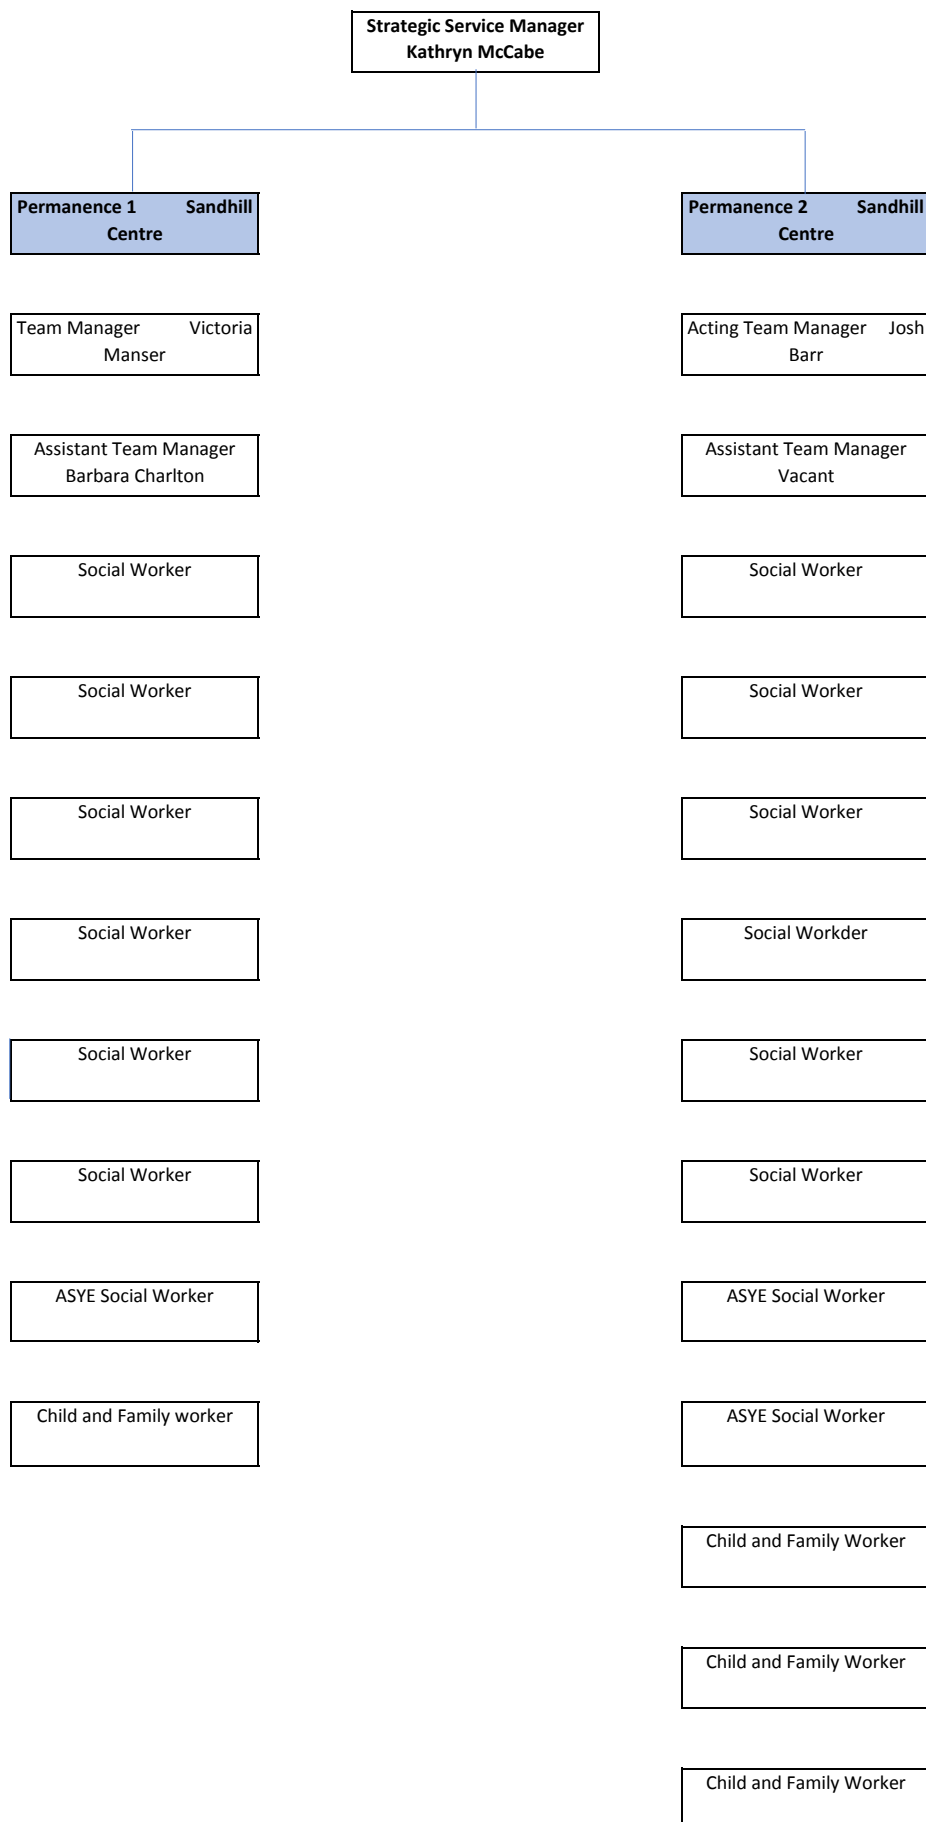 Strategic Service Manager
Kathryn McCabe
Permanence 1 Sandhill
Centre
Permanence 2 Sandhill
Centre
Team Manager Victoria
Manser
Acting Team Manager Josh
Barr
Assistant Team Manager
Barbara Charlton
Assistant Team Manager
Vacant
Social Worker
Social Worker
Social Worker
Social Worker
Social Worker
Social Worker
Social Worker
Social Workder
Social Worker
Social Worker
Social Worker
Social Worker
ASYE Social Worker
ASYE Social Worker
Child and Family worker
ASYE Social Worker
Child and Family Worker
Child and Family Worker
Child and Family Worker